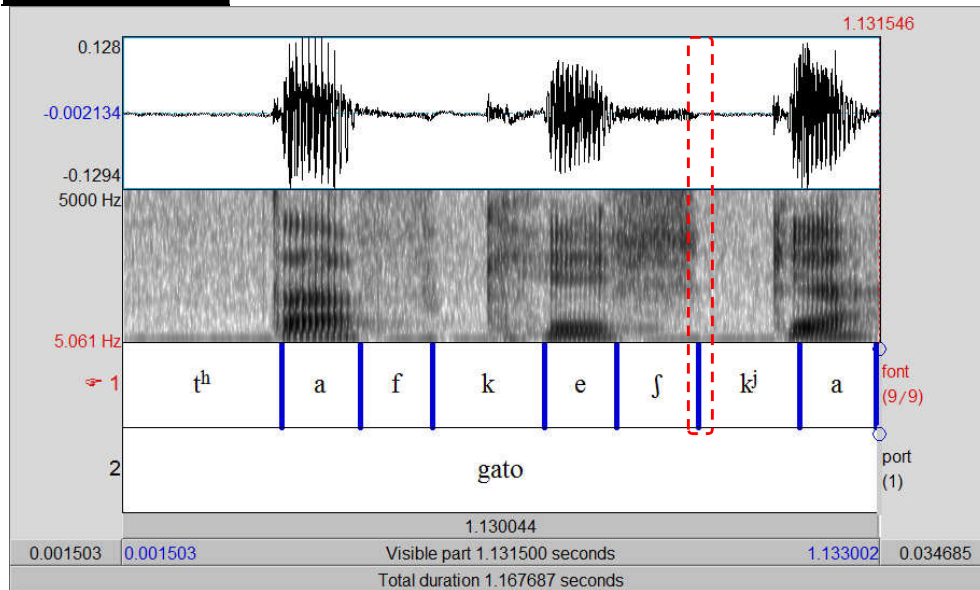 1.131546
0.128
-0.002134
-0.1294
5000 Hz
5.061 Hz
☞ 1 tʰ a f k e ʃ kʲ a font
(9/9)
2 gato port
(1)
1.130044
0.001503 0.001503 Visible part 1.131500 seconds 1.133002 0.034685
Total duration 1.167687 seconds